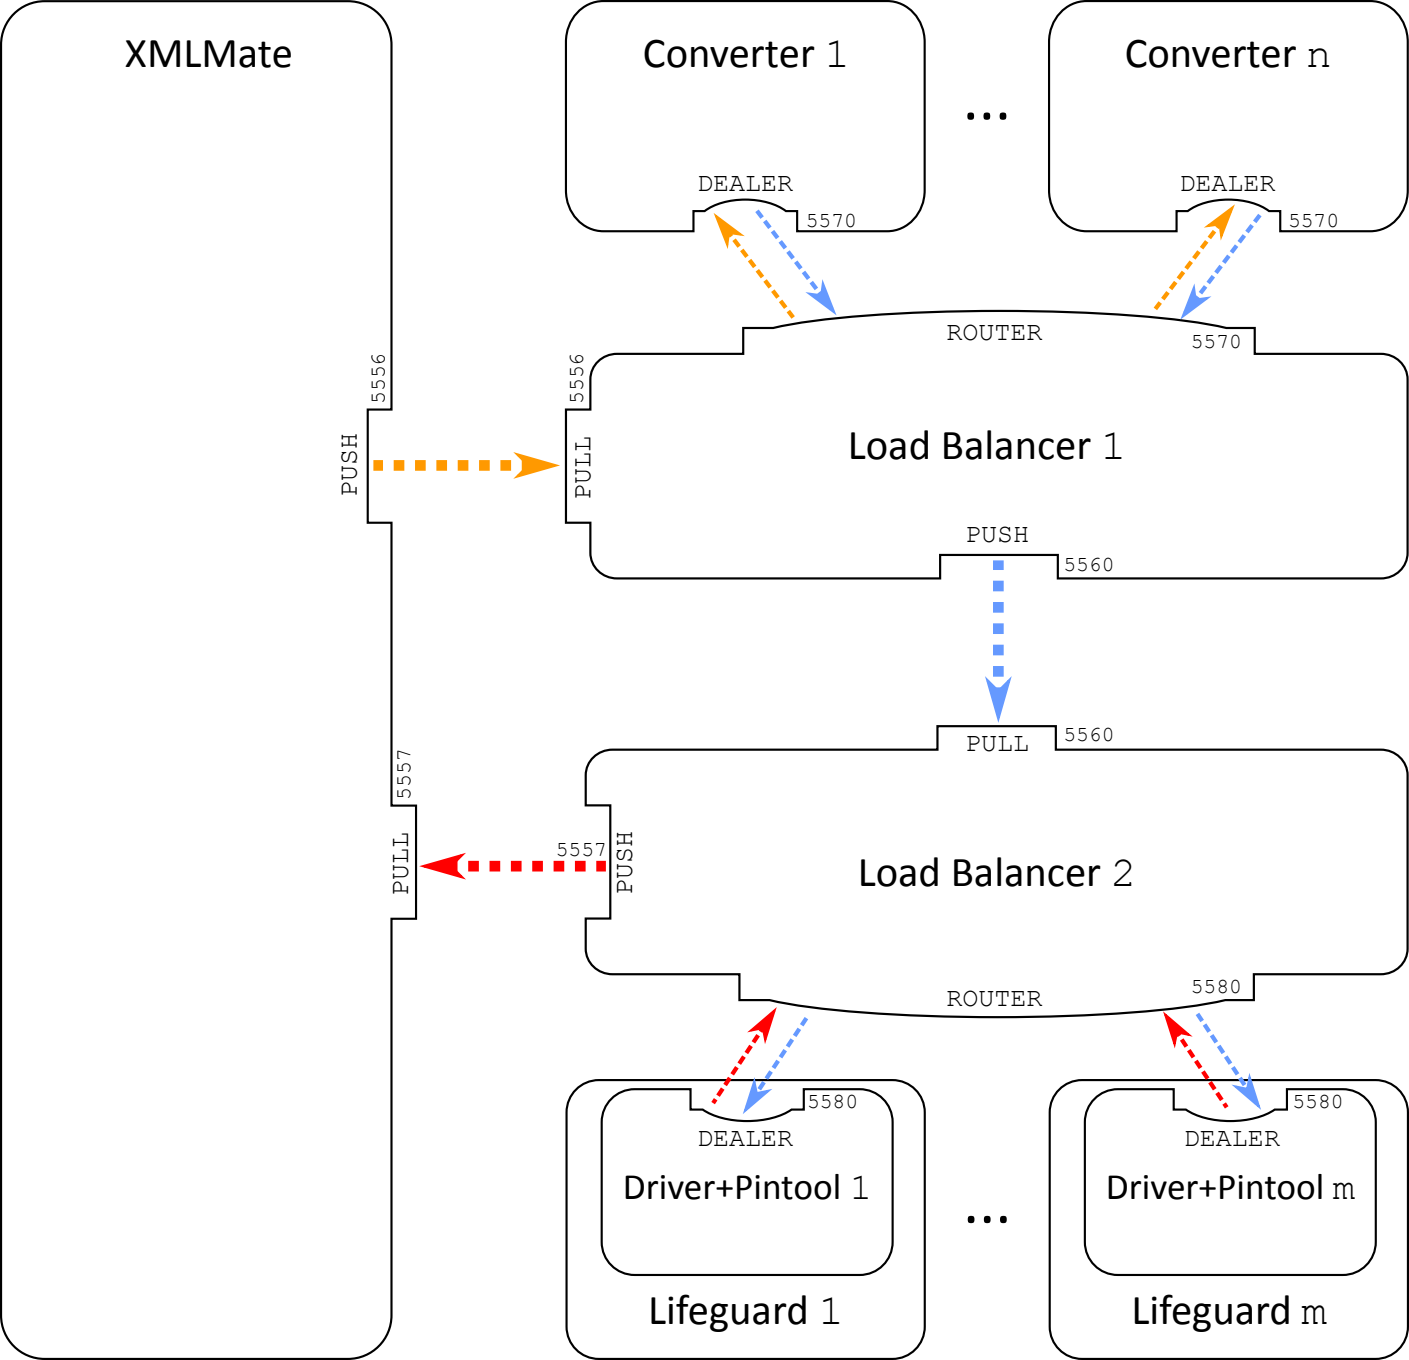 XMLMate
Converter 1
...
Converter n
DEALER
5570
DEALER
5570
ROUTER
5570
5556
PUSH
5556
PULL
Load Balancer 1
PUSH
5560
PULL
5560
5557
PULL
5557
PUSH
Load Balancer 2
ROUTER
5580
DEALER
5580
Driver+Pintool 1
Lifeguard 1
...
DEALER
5580
Driver+Pintool m
Lifeguard m